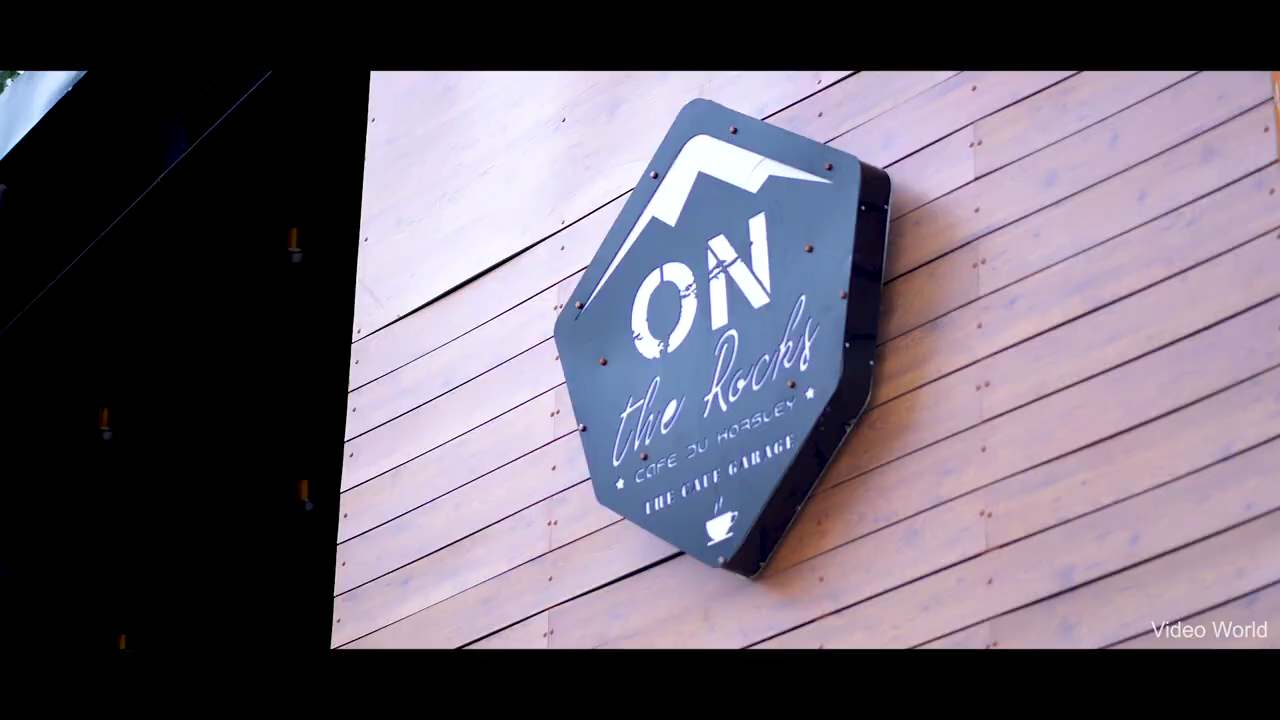 ON
the Rocks
CAFE DU HORSLEY
THE CAFE GARAGE
Video World